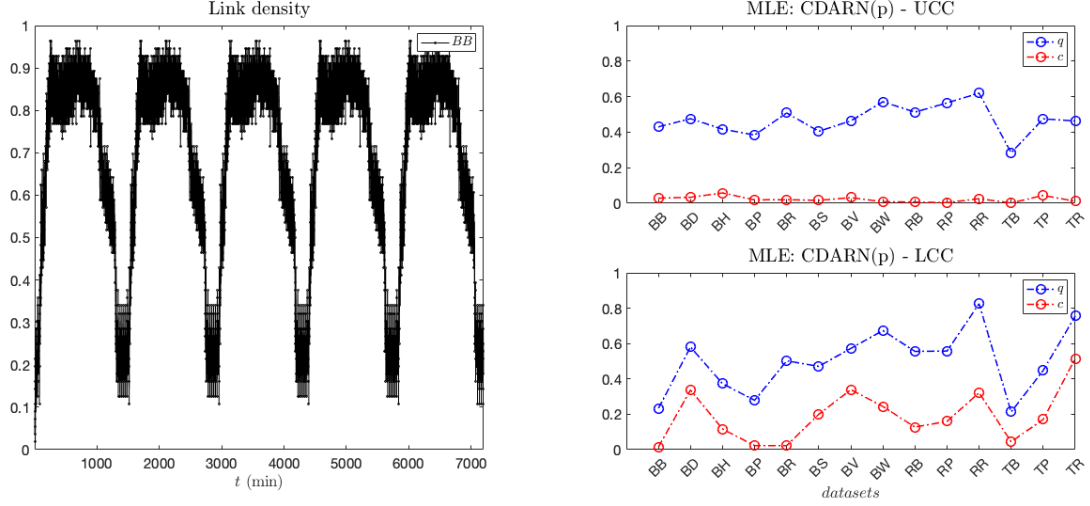 Link density
BB
1
0.9
0.8
0.7
0.6
0.5
0.4
0.3
0.2
0.1
0
1000 2000 3000 4000 5000 6000 7000
t (min)
MLE: CDARN(p) - UCC
q
c
1
0.8
0.6
0.4
0.2
0
BB BD BH BP BR BS BV BW RB RP RR TB TP TR
MLE: CDARN(p) - LCC
q
c
1
0.8
0.6
0.4
0.2
0
BB BD BH BP BR BS BV BW RB RP RR TB TP TR
datasets